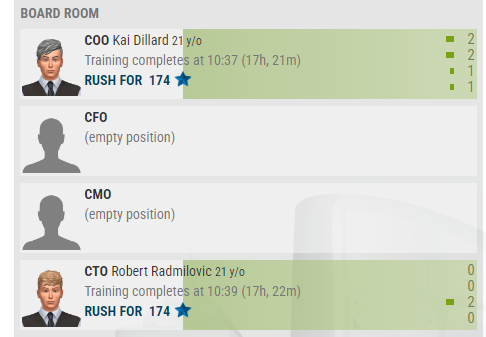 BOARD ROOM
COO Kai Dillard 21 y/o
Training completes at 10:37 (17h, 21m)
RUSH FOR 174
2
2
1
1
CFO
(empty position)
CMO
(empty position)
CTO Robert Radmilovic 21 y/o
Training completes at 10:39 (17h, 22m)
RUSH FOR 174
0
0
2
0